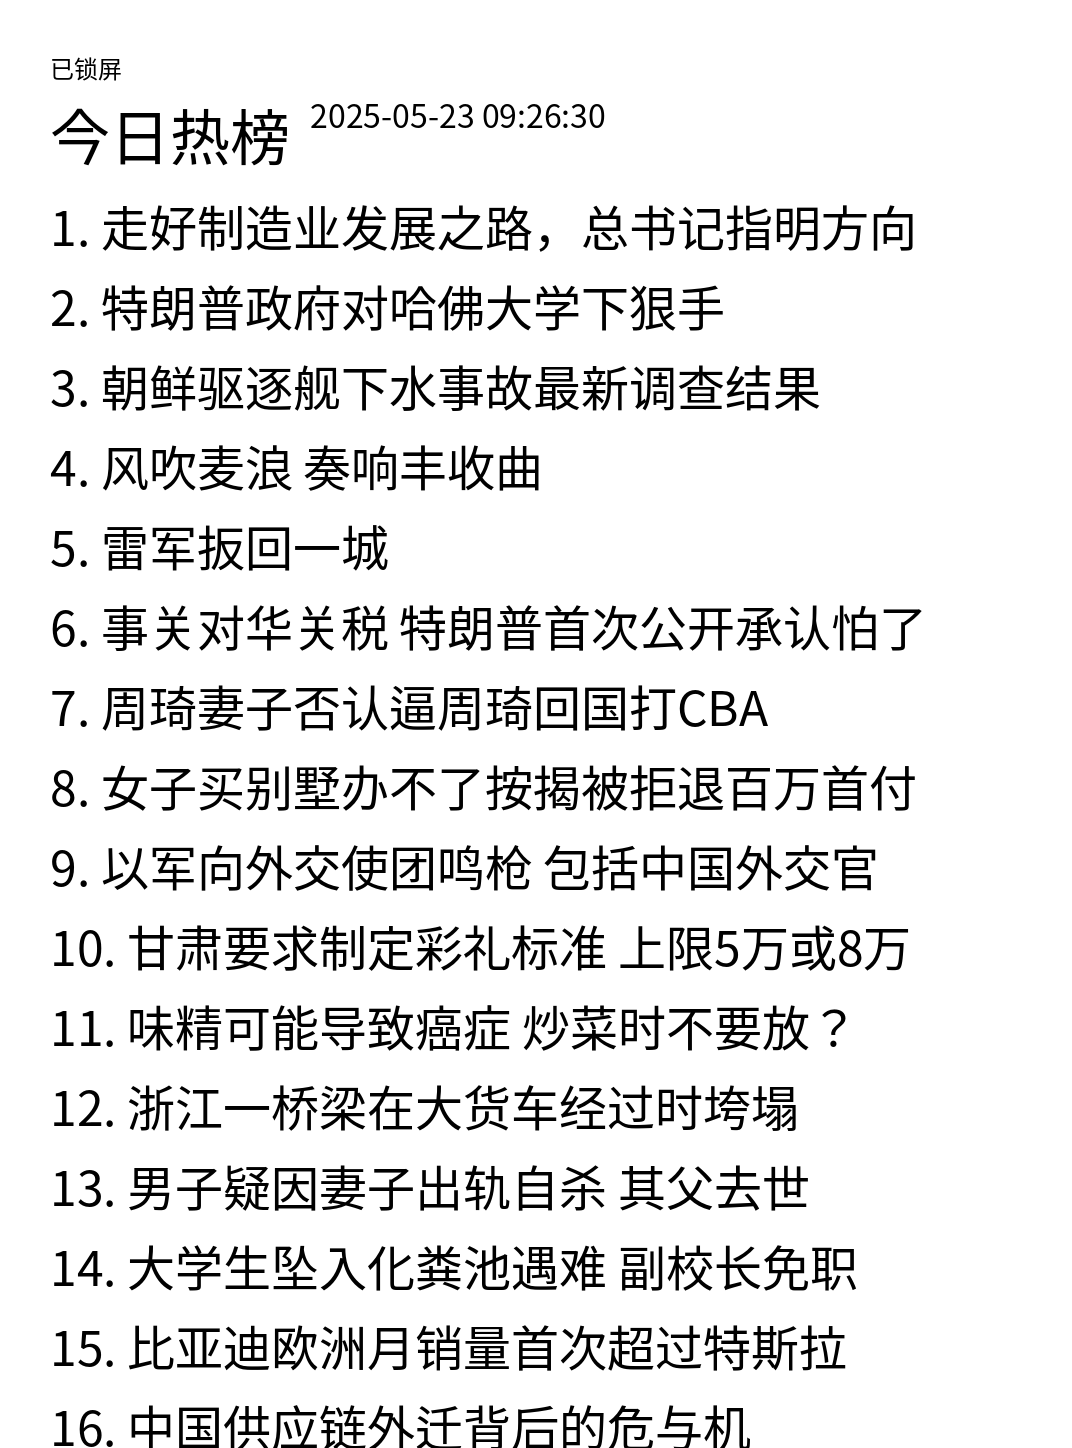 已锁屏
今日热榜 2025-05-23 09:26:30
1. 走好制造业发展之路，总书记指明方向
2. 特朗普政府对哈佛大学下狠手
3. 朝鲜驱逐舰下水事故最新调查结果
4. 风吹麦浪 奏响丰收曲
5. 雷军扳回一城
6. 事关对华关税 特朗普首次公开承认怕了
7. 周琦妻子否认逼周琦回国打CBA
8. 女子买别墅办不了按揭被拒退百万首付
9. 以军向外交使团鸣枪 包括中国外交官
10. 甘肃要求制定彩礼标准 上限5万或8万
11. 味精可能导致癌症 炒菜时不要放？
12. 浙江一桥梁在大货车经过时垮塌
13. 男子疑因妻子出轨自杀 其父去世
14. 大学生坠入化粪池遇难 副校长免职
15. 比亚迪欧洲月销量首次超过特斯拉
16. 中国供应链外迁背后的危与机